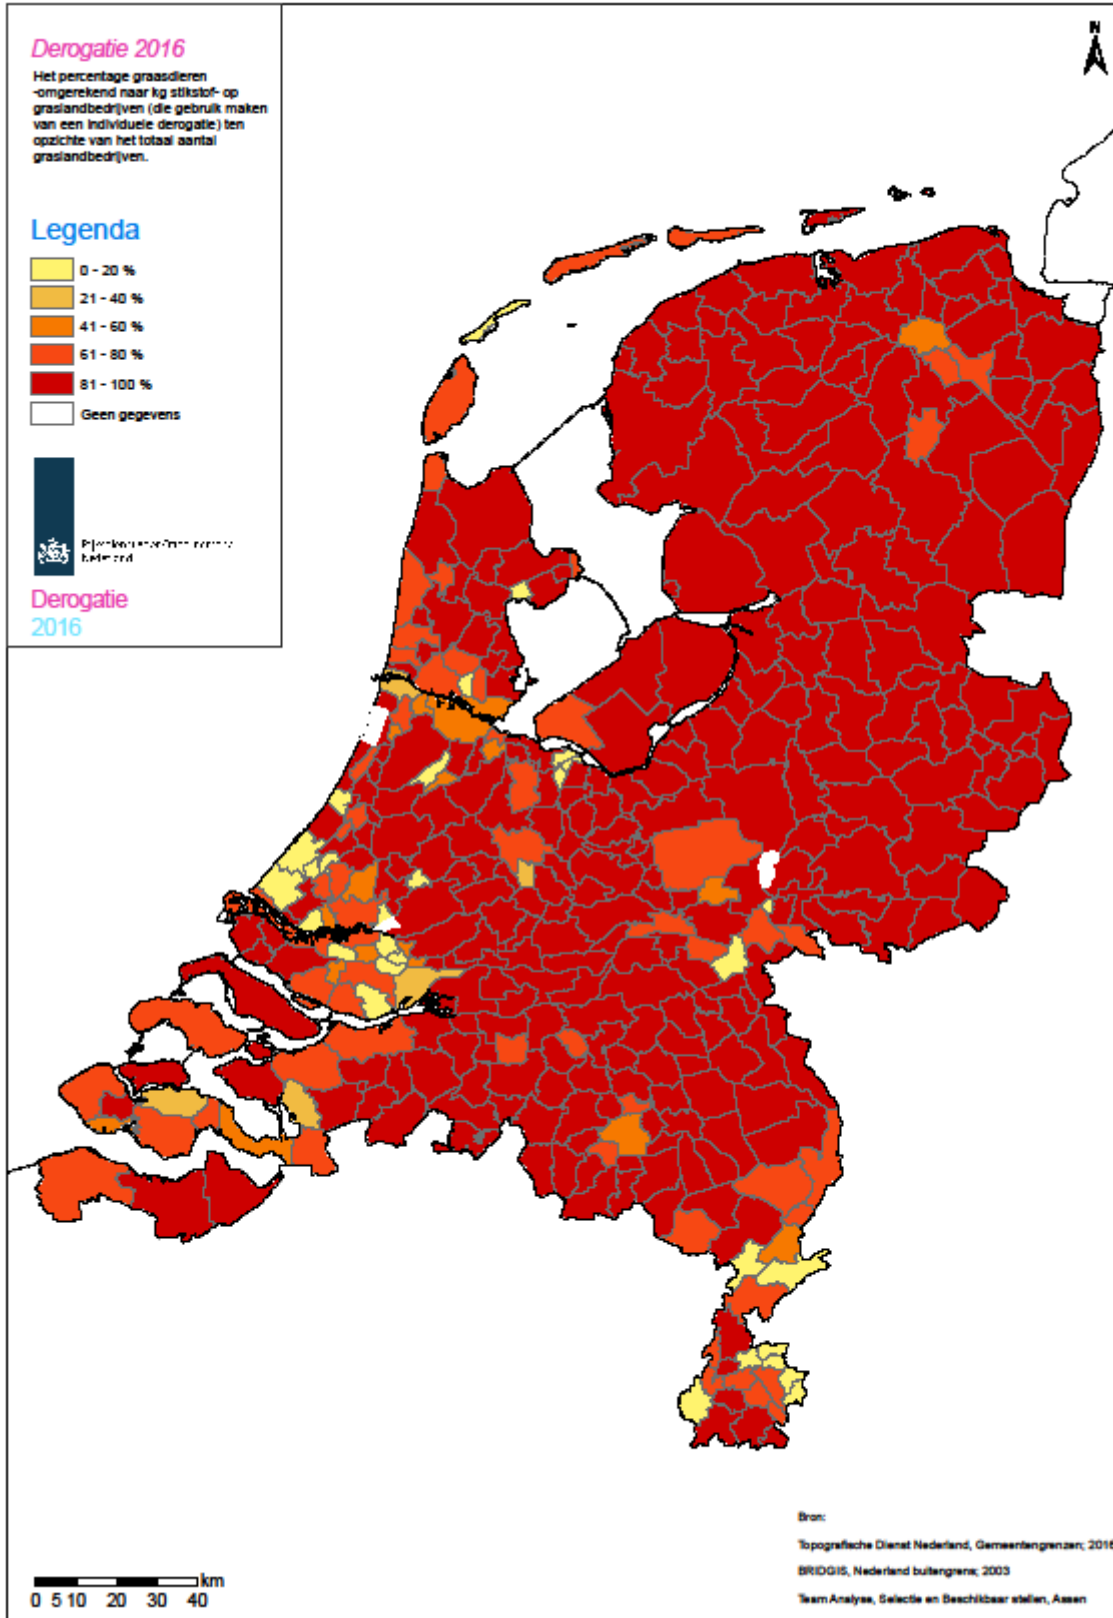 Derogatie 2016
Het percentage graasdieren
-omgerekend naar kg stikstof- op
graslandbedrijven (die gebruik maken
van een individuele derogatie) ten
opzichte van het totaal aantal
graslandbedrijven.
Legenda
0 - 20 %
21 - 40 %
41 - 60 %
61 - 80 %
81 - 100 %
Geen gegevens
Nederland
Derogatie
2016
N
Bron:
Topografische Dienst Nederland, Gemeentengrenzen; 2016
BRIDGIS, Nederland buitengrens; 2003
Team Analyse, Selectie en Beschikbaar stellen, Assen
km
0 5 10 20 30 40